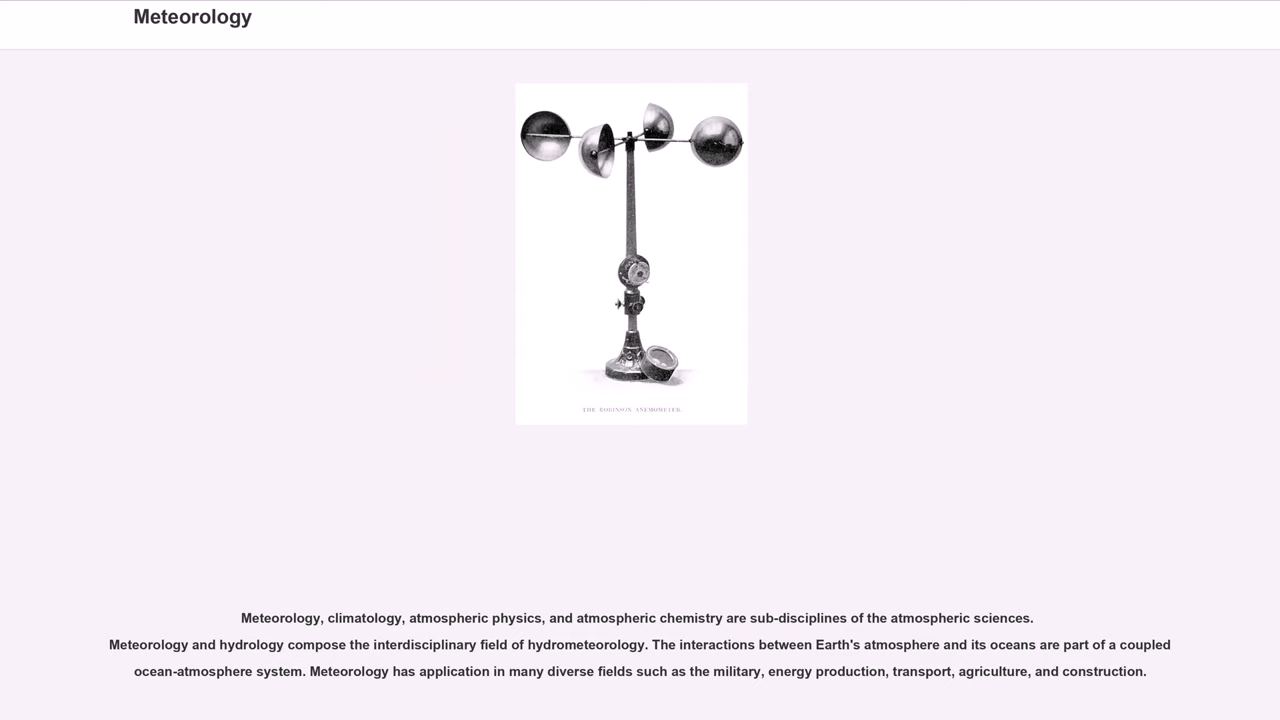 Meteorology
THE ROBINSON ANEMOMETER.
Meteorology, climatology, atmospheric physics, and atmospheric chemistry are sub-disciplines of the atmospheric sciences.
Meteorology and hydrology compose the interdisciplinary field of hydrometeorology. The interactions between Earth's atmosphere and its oceans are part of a coupled
ocean-atmosphere system. Meteorology has application in many diverse fields such as the military, energy production, transport, agriculture, and construction.